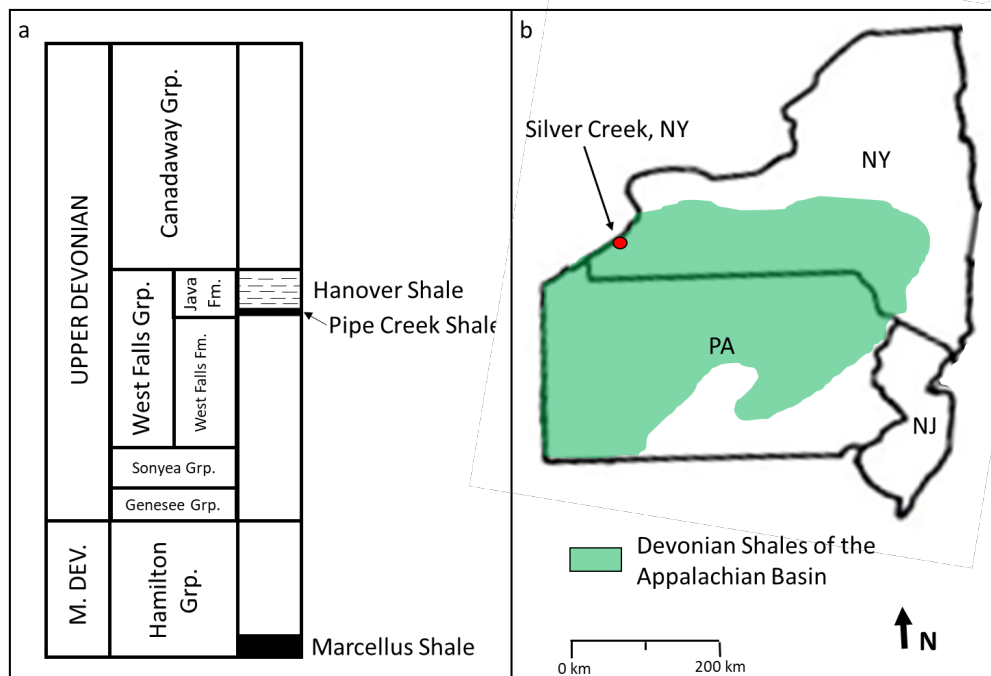 a
UPPER DEVONIAN
M. DEV.
Canadaway Grp.
West Falls Grp.
Java
Fm.
West Falls Fm.
Sonyea Grp.
Genesee Grp.
Hamilton
Grp.
Hanover Shale
Pipe Creek Shale
Marcellus Shale
b
Silver Creek, NY
NY
PA
NJ
Devonian Shales of the
Appalachian Basin
N
0 km
200 km